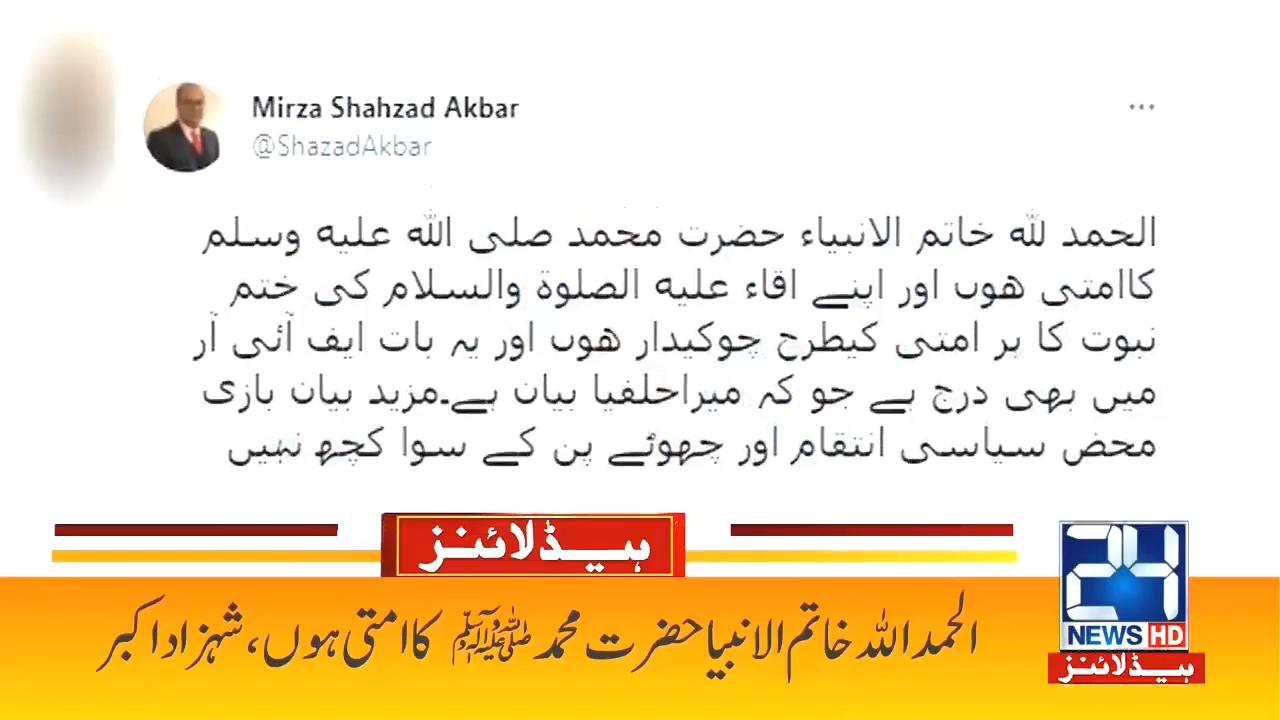 Mirza Shahzad Akbar
@ShazadAkbar
الحمد لله خاتم الانبیاء حضرت محمد صلی الله علیه وسلم
کاامتی هوں اور اپنے اقاء علیه الصلوة والسلام کی ختم
نبوت کا ہر امتی کیطرح چوکیدار هوں اور یہ بات ایف آئی آر
میں بھی درج ہے جو کہ میراحلفیا بیان ہے۔مزید بیان بازی
محض سیاسی انتقام اور چھوٹے پن کے سوا کچھ نہیں
ہیڈلائنز
الحمداللہ خاتم الانبیا حضرت محمد ﷺ کا امتی ہوں، شہزاد اکبر
24
NEWS HD
ہیڈلائنز